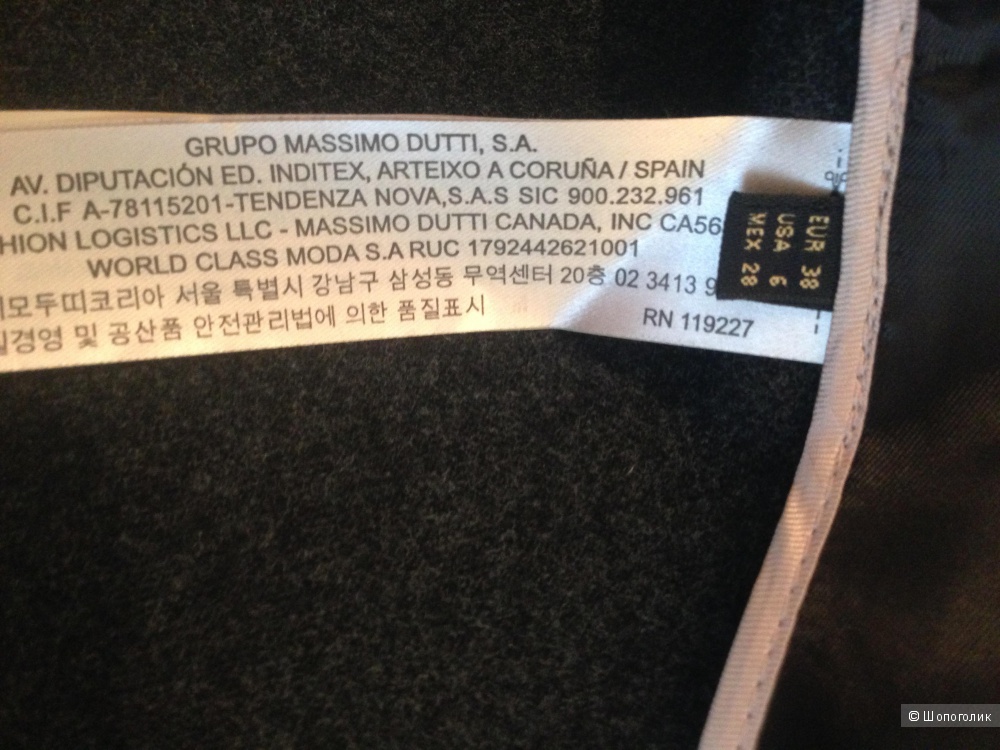 GRUPO MASSIMO DUTTI, S.A.
AV. DIPUTACIÓN ED. INDITEX, ARTEIXO A CORUÑA / SPAIN
C.I.F A-78115201-TENDENZA NOVA,S.A.S SIC 900.232.961
HION LOGISTICS LLC - MASSIMO DUTTI CANADA, INC CA56
WORLD CLASS MODA S.A RUC 1792442621001
모두띠코리아 서울 특별시 강남구 삼성동 무역센터 20층 02 3413 9
경영 및 공산품 안전관리법에 의한 품질표시
RN 119227
EUR 38
USA 6
MEX 28
© Шопоголик